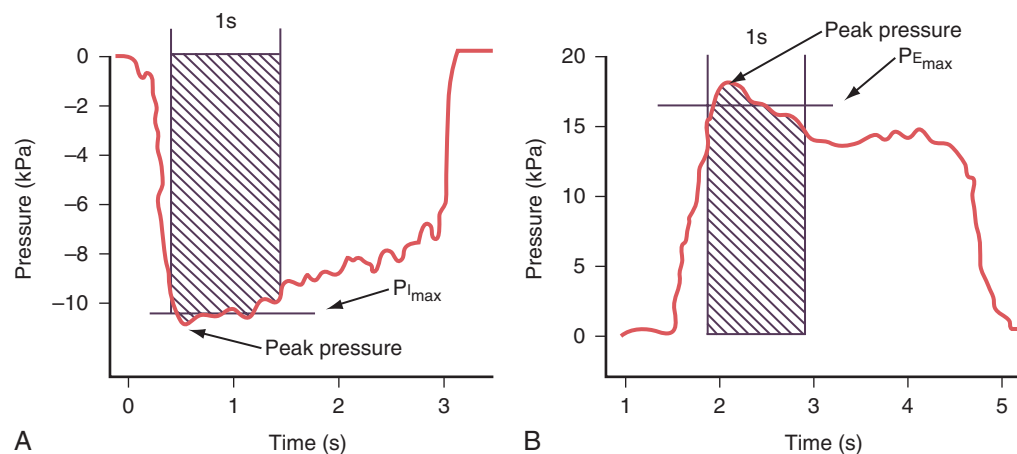 1s
0
−2
−4
−6
−8
−10
Pressure (kPa)
PImax
Peak pressure
0
1
2
3
Time (s)
A
Peak pressure
1s
PEmax
20
15
10
5
0
Pressure (kPa)
1
2
3
4
5
Time (s)
B